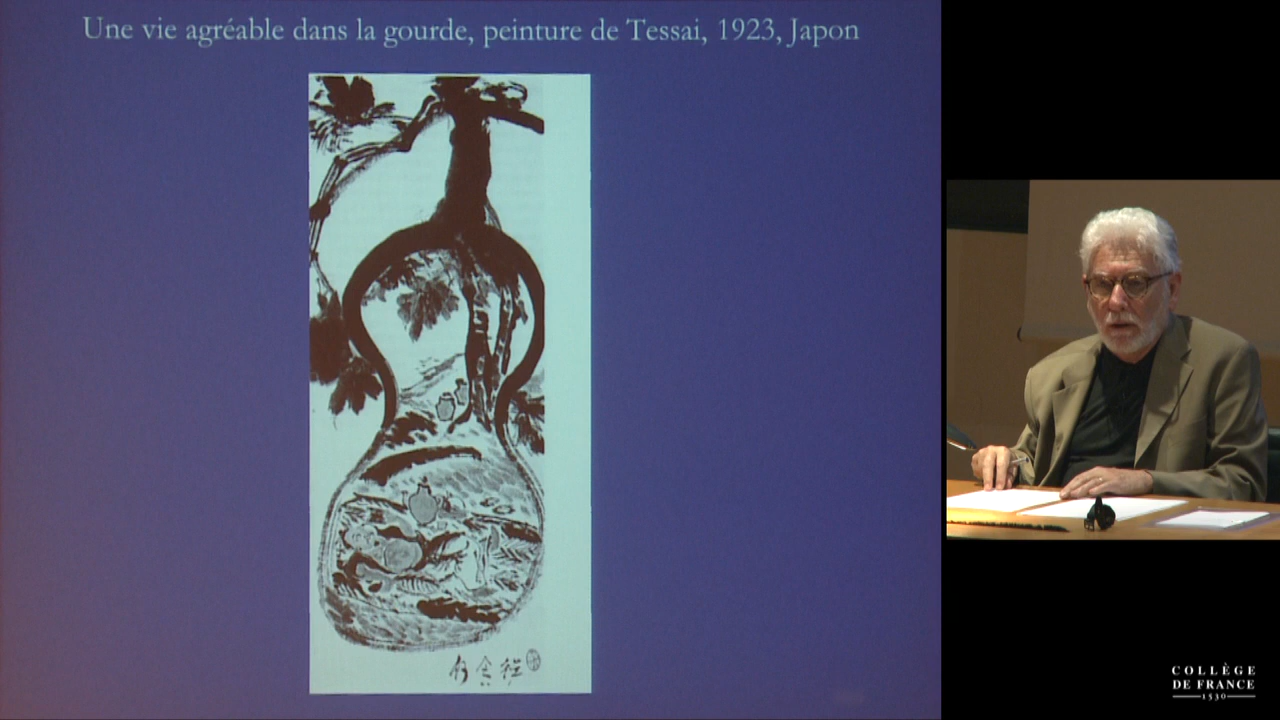 Une vie agréable dans la gourde, peinture de Tessai, 1923, Japon
COLLÈGE
DE FRANCE
1530